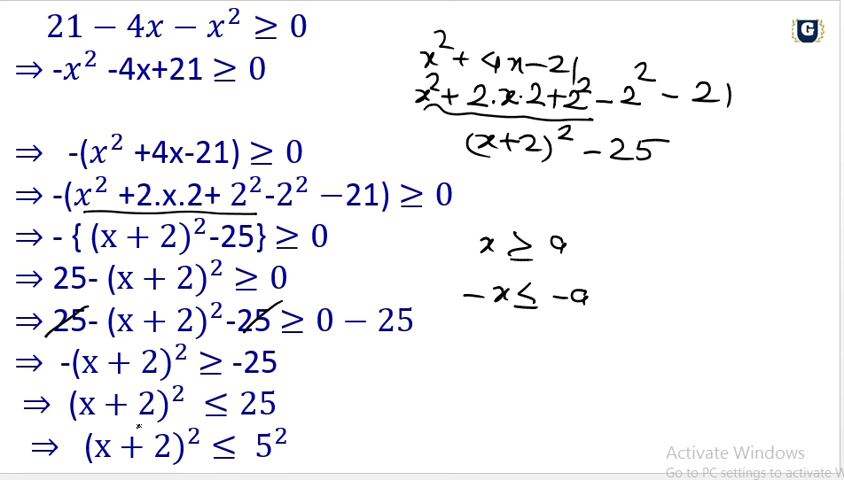 21 − 4x − x² ≥ 0
⇒ -x² -4x+21 ≥ 0
⇒ -(x² +4x-21) ≥ 0
⇒ -(x² +2.x.2+ 2² -2² −21) ≥ 0
⇒ - { (x + 2)² -25} ≥ 0
⇒ 25- (x + 2)² ≥ 0
⇒ 25- (x + 2)² -25 ≥ 0 − 25
⇒ -(x + 2)² ≥ -25
⇒ (x + 2)² ≤ 25
⇒ (x + 2)² ≤ 5²
x² + 4x − 21
x² + 2.x.2 + 2² − 2² − 21
(x+2)² − 25
x ≥ a
− x ≤ −a
G
Activate Windows
Go to PC settings to activate W